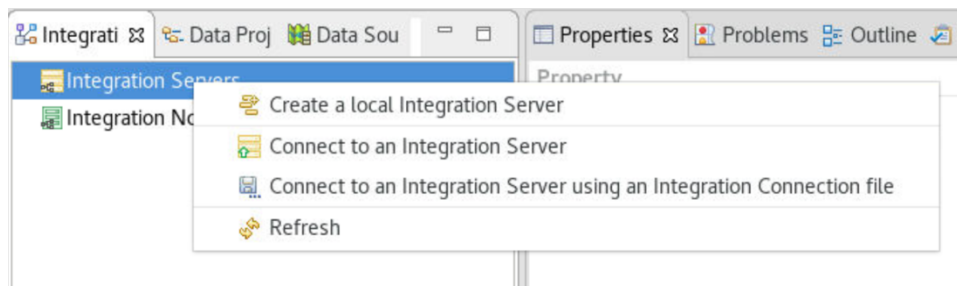 Integrati Data Proj Data Sou Properties Problems Outline
Integration Servers Property
Create a local Integration Server
Integration No
Connect to an Integration Server
Connect to an Integration Server using an Integration Connection file
Refresh